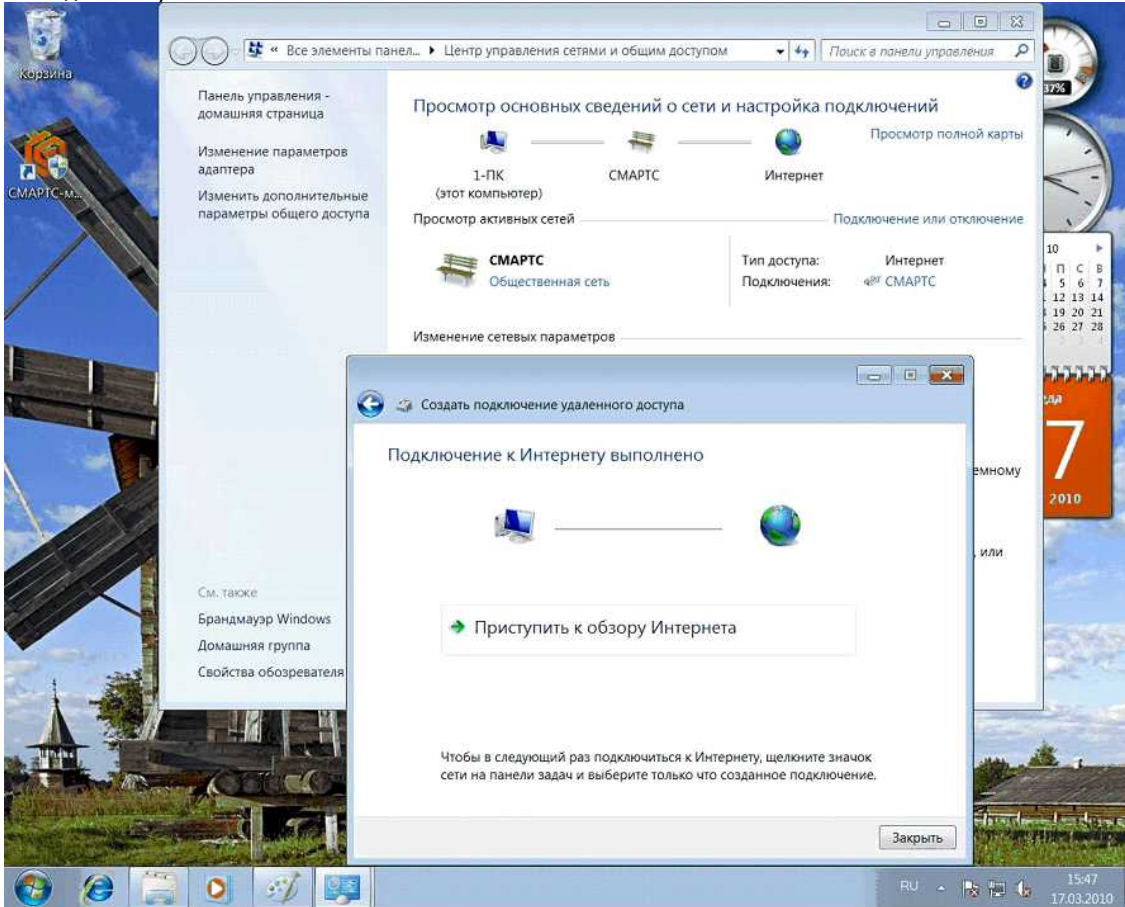 Корзина
СМАРТС-м...
« Все элементы панел... ▸ Центр управления сетями и общим доступом
Поиск в панели управления
Панель управления -
домашняя страница
Изменение параметров
адаптера
Изменить дополнительные
параметры общего доступа
Просмотр основных сведений о сети и настройка подключений
Просмотр полной карты
1-ПК
(этот компьютер)
СМАРТС
Интернет
Просмотр активных сетей
Подключение или отключение
СМАРТС
Общественная сеть
Тип доступа: Интернет
Подключения: СМАРТС
Изменение сетевых параметров
емному
, или
См. также
Брандмауэр Windows
Домашняя группа
Свойства обозревателя
Создать подключение удаленного доступа
Подключение к Интернету выполнено
Приступить к обзору Интернета
Чтобы в следующий раз подключиться к Интернету, щелкните значок
сети на панели задач и выберите только что созданное подключение.
Закрыть
37%
10
П С В
5 6 7
12 13 14
19 20 21
26 27 28
еда
7
2010
RU
15:47
17.03.2010